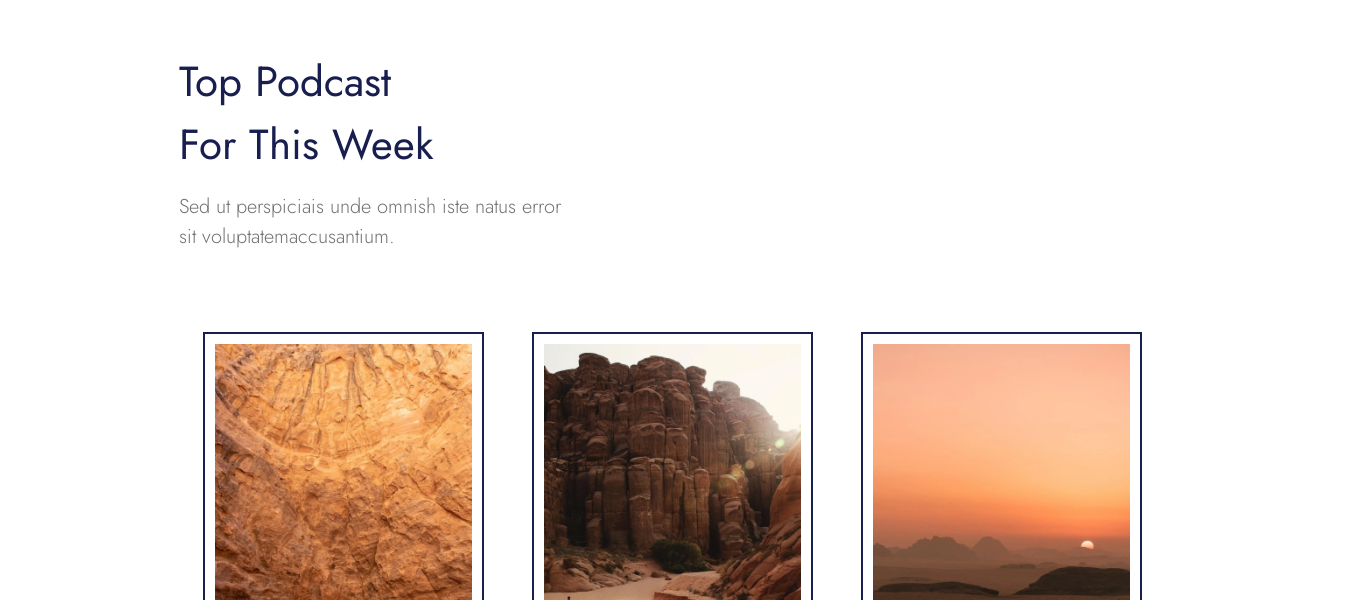 Top Podcast
For This Week
Sed ut perspiciais unde omnish iste natus error
sit voluptatemaccusantium.